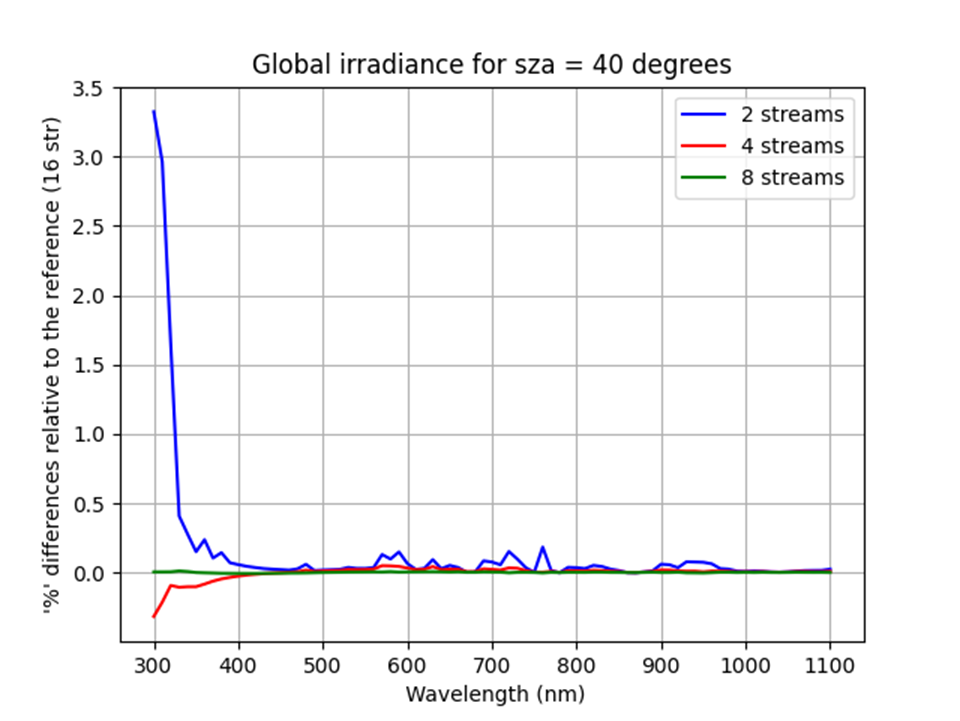 Global irradiance for sza = 40 degrees
'%' differences relative to the reference (16 str)
3.5
3.0
2.5
2.0
1.5
1.0
0.5
0.0
2 streams
4 streams
8 streams
300 400 500 600 700 800 900 1000 1100
Wavelength (nm)